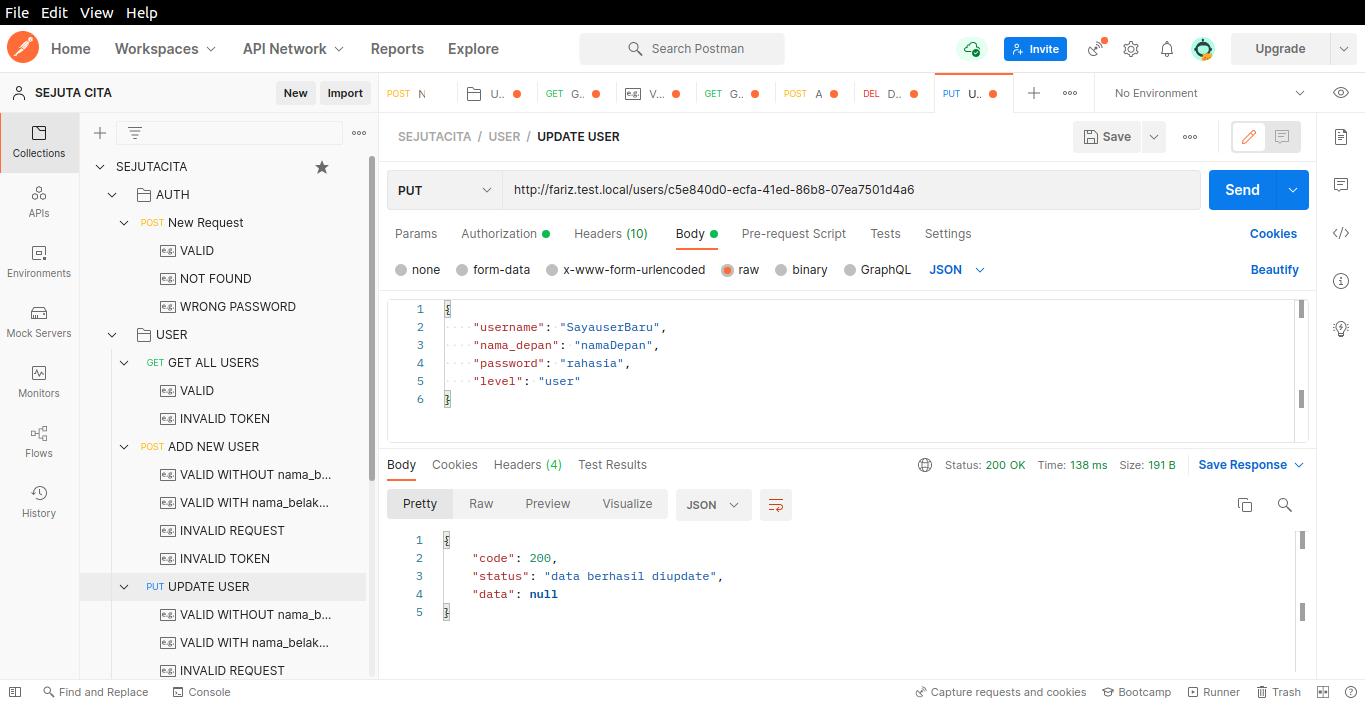 File Edit View Help
Home Workspaces API Network Reports Explore Search Postman Invite Upgrade
SEJUTA CITA New Import POST N U.. GET G.. e.g. V... GET G.. POST A DEL D.. PUT U.. No Environment
Collections
APIs
Environments
Mock Servers
Monitors
Flows
History
SEJUTACITA
AUTH
POST New Request
e.g. VALID
e.g. NOT FOUND
e.g. WRONG PASSWORD
USER
GET GET ALL USERS
e.g. VALID
e.g. INVALID TOKEN
POST ADD NEW USER
e.g. VALID WITHOUT nama_b...
e.g. VALID WITH nama_belak...
e.g. INVALID REQUEST
e.g. INVALID TOKEN
PUT UPDATE USER
e.g. VALID WITHOUT nama_b...
e.g. VALID WITH nama_belak...
e.g. INVALID REQUEST
SEJUTACITA / USER / UPDATE USER Save
PUT http://fariz.test.local/users/c5e840d0-ecfa-41ed-86b8-07ea7501d4a6 Send
Params Authorization Headers (10) Body Pre-request Script Tests Settings Cookies
none form-data x-www-form-urlencoded raw binary GraphQL JSON Beautify
1 {
2 "username": "SayauserBaru",
3 "nama_depan": "namaDepan",
4 "password": "rahasia",
5 "level": "user"
6 }
Body Cookies Headers (4) Test Results Status: 200 OK Time: 138 ms Size: 191 B Save Response
Pretty Raw Preview Visualize JSON
1 {
2 "code": 200,
3 "status": "data berhasil diupdate",
4 "data": null
5 }
Find and Replace Console Capture requests and cookies Bootcamp Runner Trash